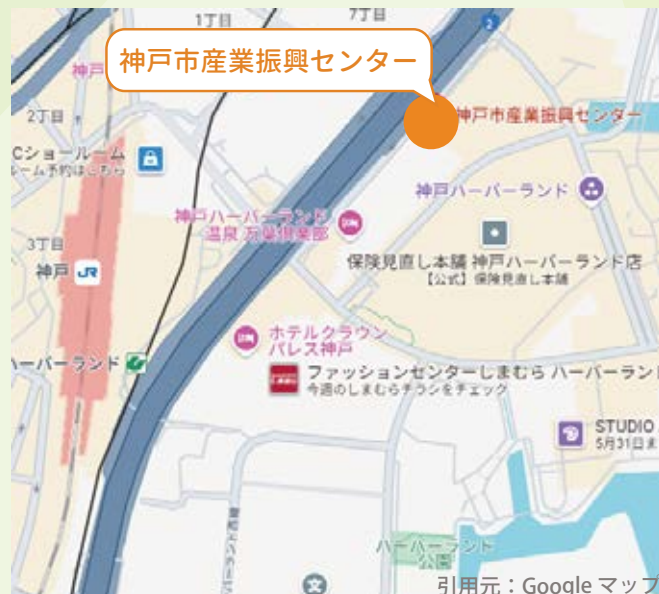 1丁目
7丁目
2
神戸市産業振興センター
神戸
2丁目
神戸市産業振興センター
Cショールーム
ルーム予約はこちら
神戸ハーバーランド
神戸ハーバーランド
温泉 万葉倶楽部
3丁目
神戸 JR
保険見直し本舗 神戸ハーバーランド店
【公式】保険見直し本舗
ホテルクラウン
パレス神戸
ハーバーランド
ファッションセンターしまむら ハーバーランド
今週のしまむらチラシをチェック
STUDIO
5月31日ま
ハーバーランド
公園
文
引用元：Google マップ